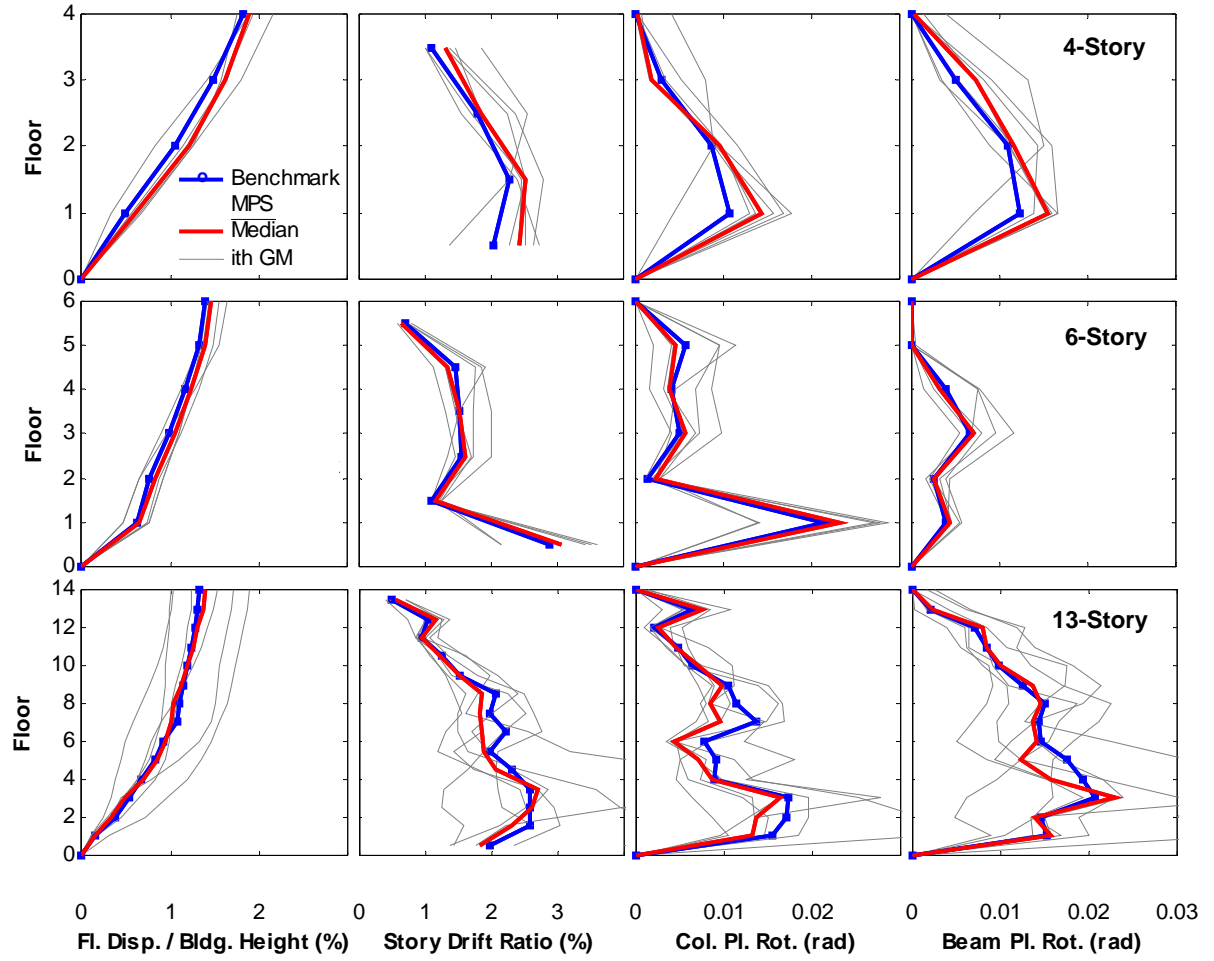 4
3
2
1
0
Floor
Benchmark
MPS
Median
ith GM
4-Story
6
5
4
3
2
1
0
Floor
6-Story
14
12
10
8
6
4
2
0
Floor
13-Story
0 1 2
1 2 3
0 0.01 0.02
0 0.01 0.02 0.03
Fl. Disp. / Bldg. Height (%)
Story Drift Ratio (%)
Col. Pl. Rot. (rad)
Beam Pl. Rot. (rad)